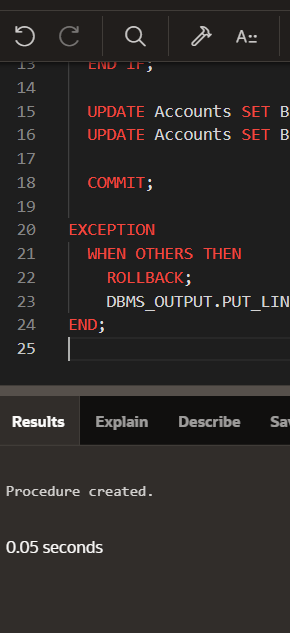 A::
13 END IF;
14
15 UPDATE Accounts SET B
16 UPDATE Accounts SET B
17
18 COMMIT;
19
20 EXCEPTION
21 WHEN OTHERS THEN
22 ROLLBACK;
23 DBMS_OUTPUT.PUT_LIN
24 END;
25
Results Explain Describe Sa
Procedure created.
0.05 seconds